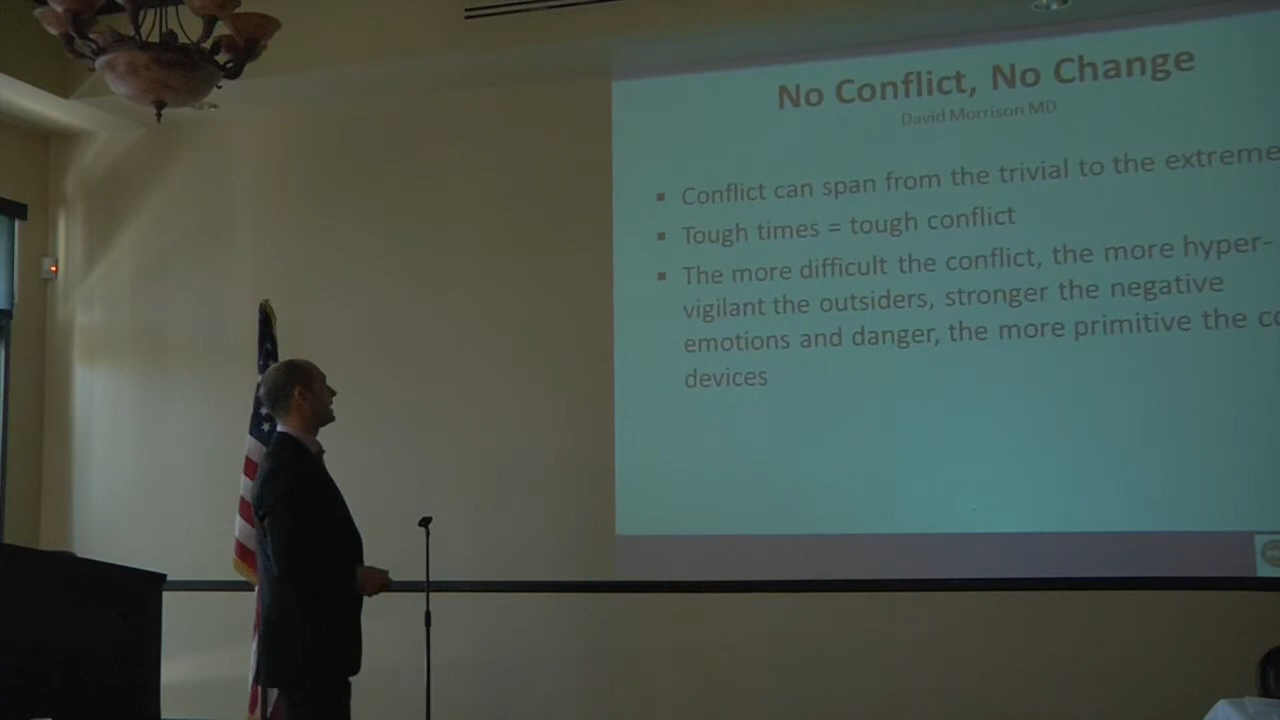 No Conflict, No Change
David Morrison MD
▪ Conflict can span from the trivial to the extreme
▪ Tough times = tough conflict
▪ The more difficult the conflict, the more hyper-
vigilant the outsiders, stronger the negative
emotions and danger, the more primitive the
devices